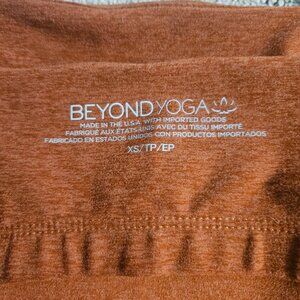 BEYOND YOGA
MADE IN THE U.S.A. WITH IMPORTED GOODS
FABRIQUÉ AUX ÉTATS-UNIS AVEC DU TISSU IMPORTÉ
FABRICADO EN ESTADOS UNIDOS CON PRODUCTOS IMPORTADOS
XS/TP/EP